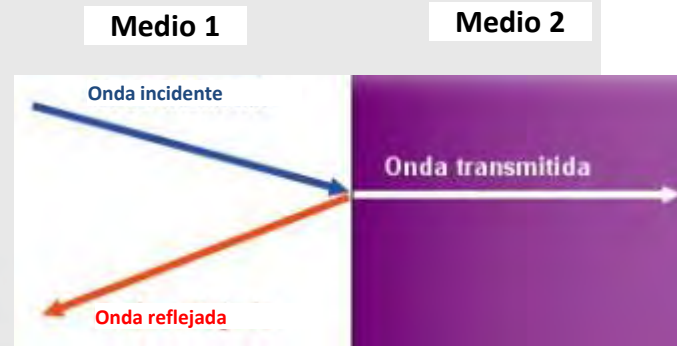 Medio 1
Medio 2
Onda incidente
Onda transmitida
Onda reflejada